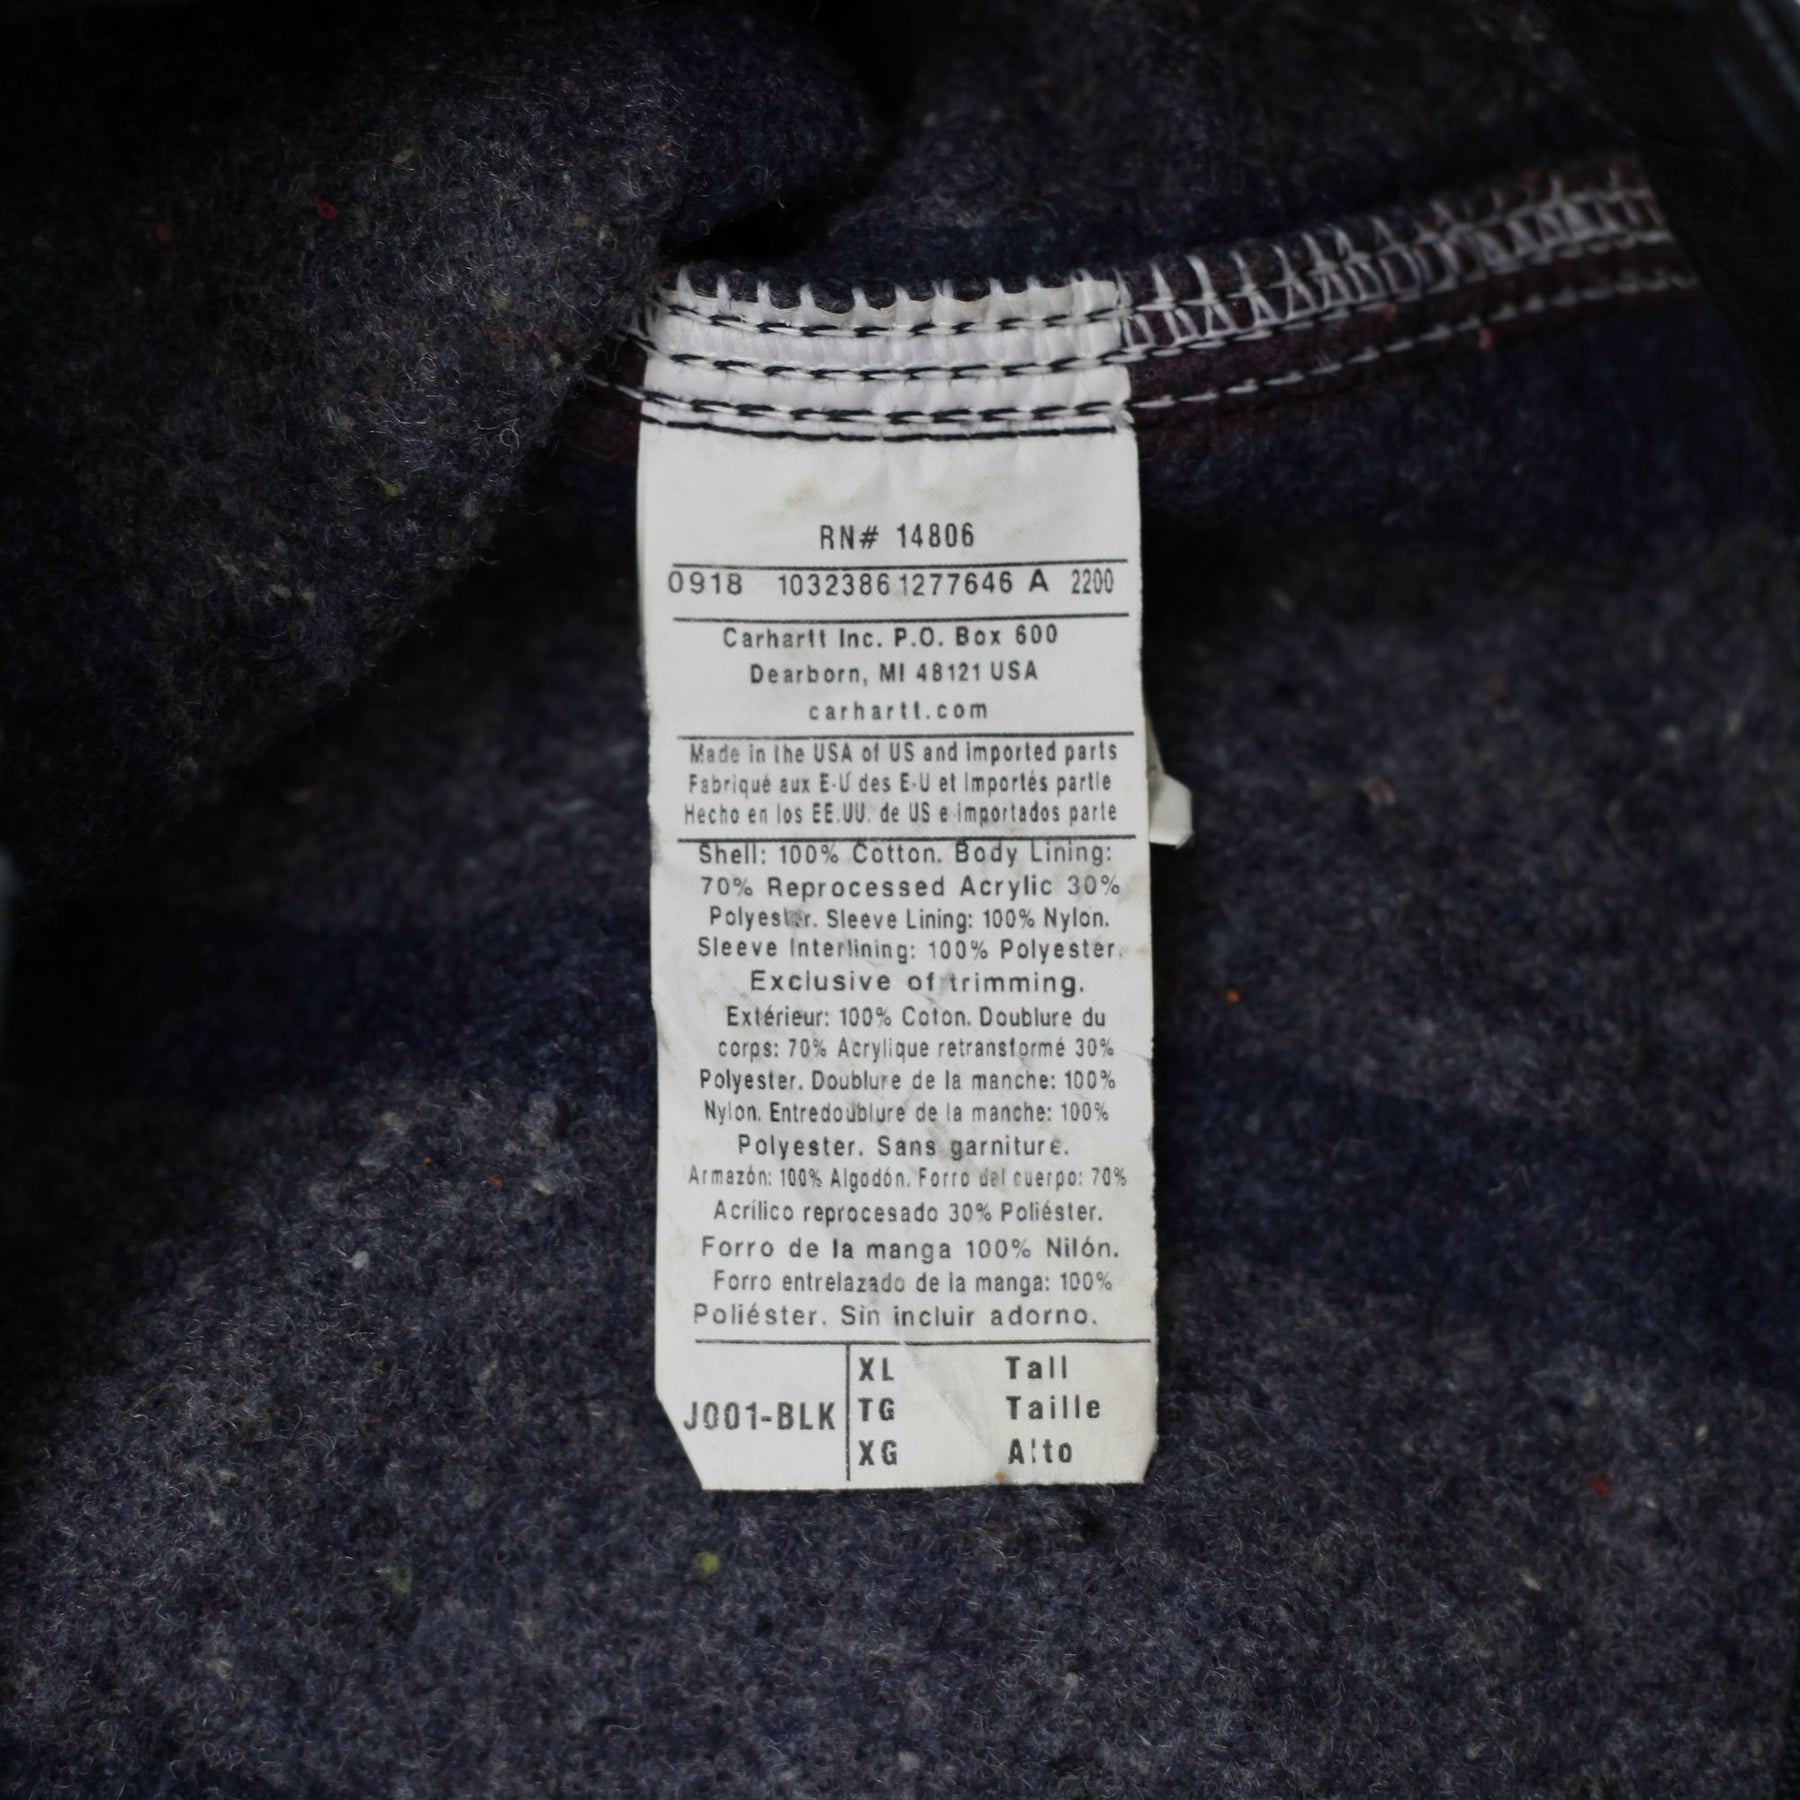 RN# 14806
0918 1032386 1277646 A 2200
Carhartt Inc. P.O. Box 600
Dearborn, MI 48121 USA
carhartt.com
Made in the USA of US and imported parts
Fabriqué aux E-U des E-U et importés partie
Hecho en los EE.UU. de US e importados parte
Shell: 100% Cotton. Body Lining:
70% Reprocessed Acrylic 30%
Polyester. Sleeve Lining: 100% Nylon.
Sleeve Interlining: 100% Polyester.
Exclusive of trimming.
Extérieur: 100% Coton. Doublure du
corps: 70% Acrylique retransformé 30%
Polyester. Doublure de la manche: 100%
Nylon. Entredoublure de la manche: 100%
Polyester. Sans garniture.
Armazón: 100% Algodón. Forro del cuerpo: 70%
Acrílico reprocesado 30% Poliéster.
Forro de la manga 100% Nilón.
Forro entrelazado de la manga: 100%
Poliéster. Sin incluir adorno.
J001-BLK
XL Tall
TG Taille
XG Alto